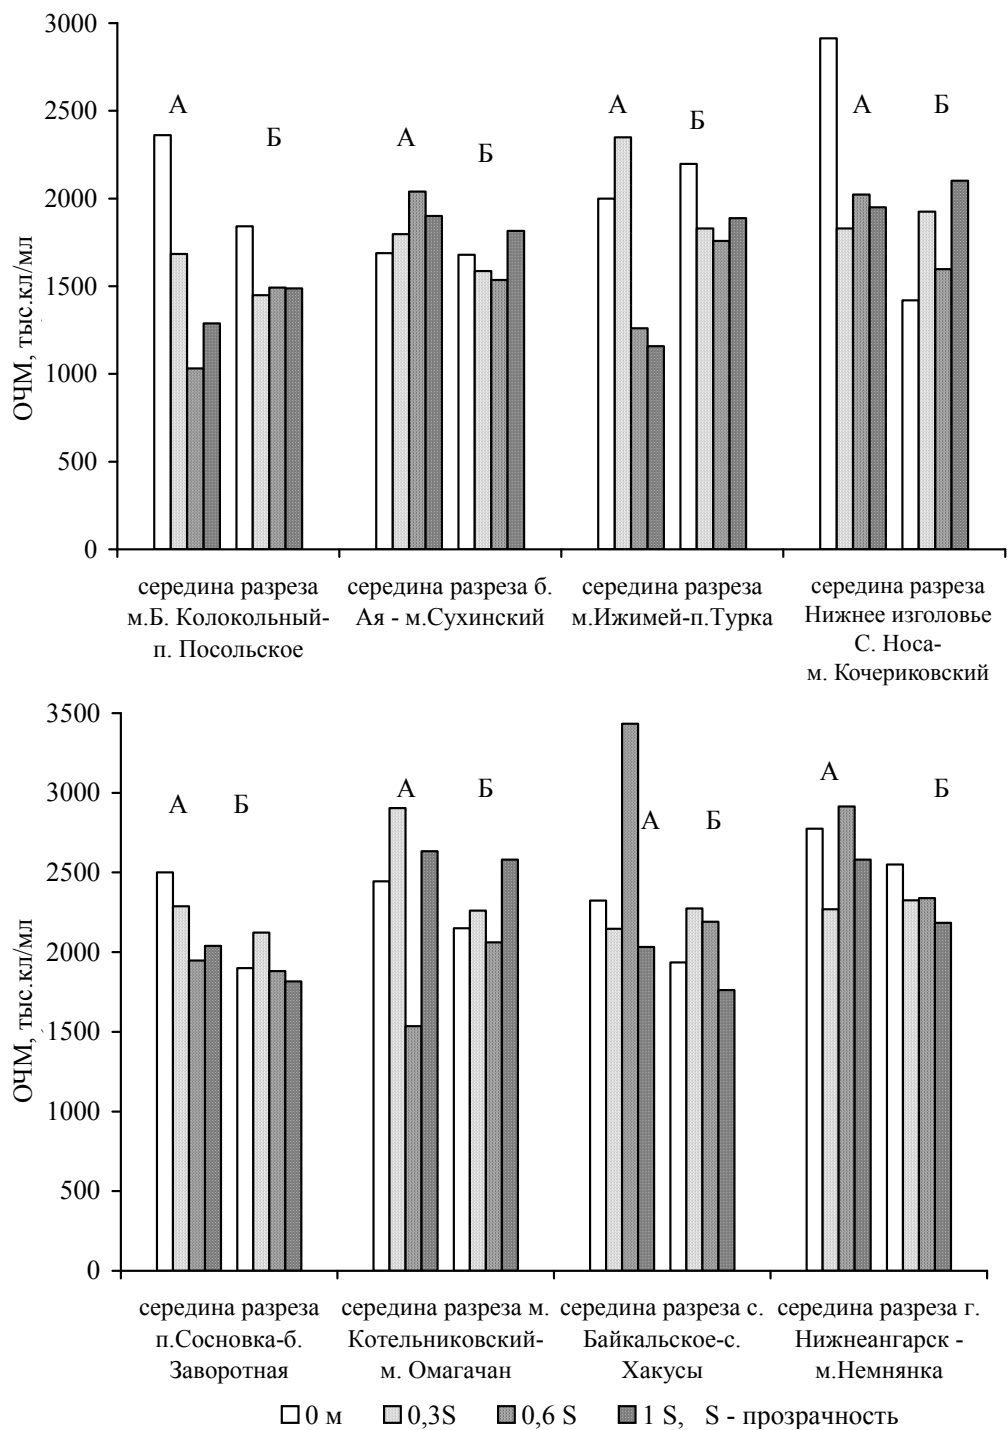 3000
2500
2000
1500
1000
500
0
ОЧМ, тыс.кл/мл
А
Б
А
Б
А
Б
А
Б
середина разреза
м.Б. Колокольный-
п. Посольское
середина разреза б.
Ая - м.Сухинский
середина разреза
м.Ижимей-п.Турка
середина разреза
Нижнее изголовье
С. Носа-
м. Кочериковский
3500
3000
2500
2000
1500
1000
500
0
ОЧМ, тыс.кл/мл
А
Б
А
Б
А
Б
А
Б
середина разреза
п.Сосновка-б.
Заворотная
середина разреза м.
Котельниковский-
м. Омагачан
середина разреза с.
Байкальское-с.
Хакусы
середина разреза г.
Нижнеангарск -
м.Немнянка
0 м 0,3S 0,6 S 1 S, S - прозрачность